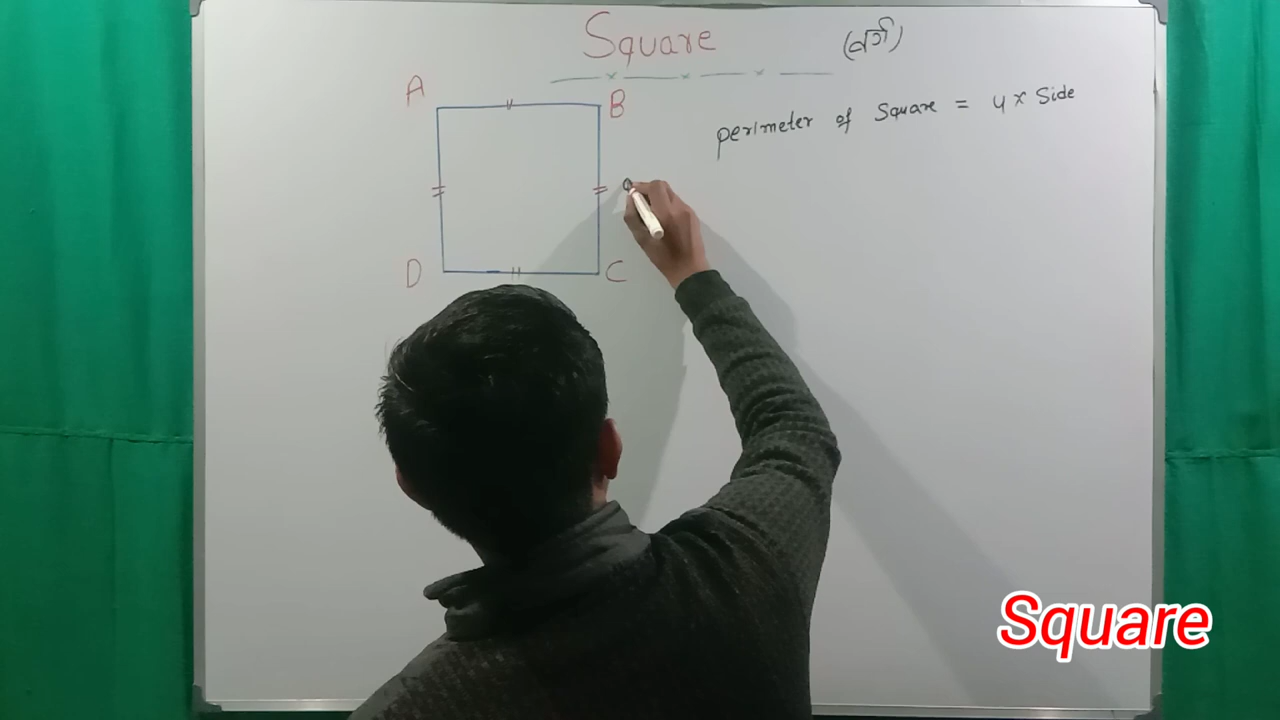 Square (वर्ग)
A B
perimeter of Square = 4 x Side
D C
Square